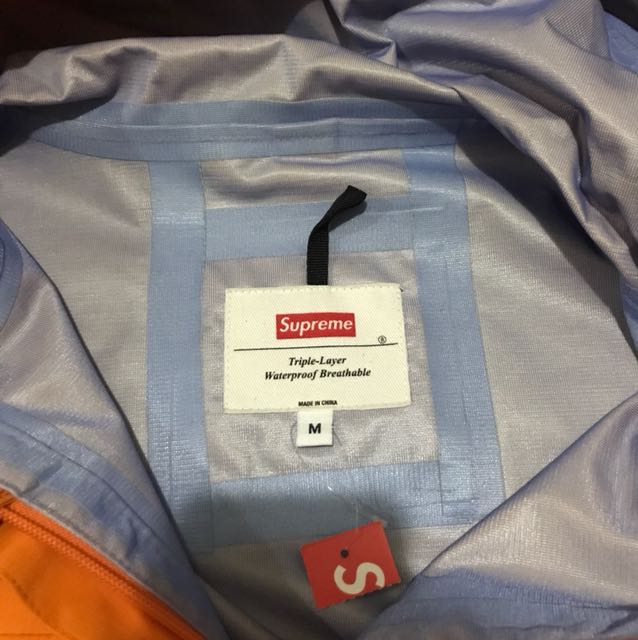 Supreme
®
Triple-Layer
Waterproof Breathable
MADE IN CHINA
M
S